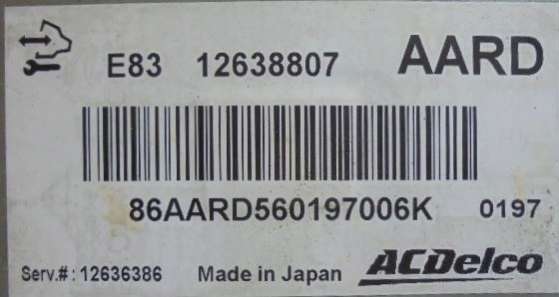 E83 12638807 AARD
86AARD560197006K 0197
Serv.#: 12636386 Made in Japan ACDelco